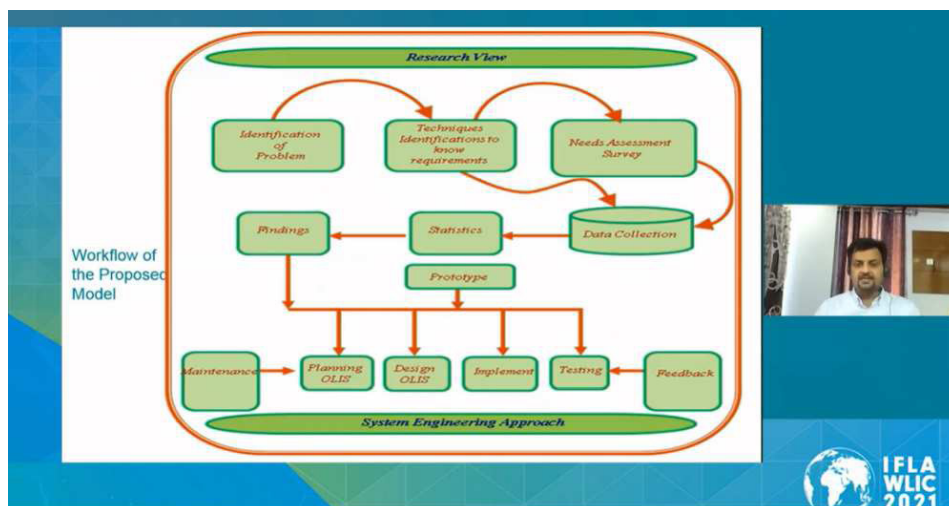 Research View
Identification
of
Problem
Techniques
Identifications to
know
requirements
Needs Assessment
Survey
Findings
Statistics
Data Collection
Workflow of
the Proposed
Model
Prototype
Maintenance
Planning
OLIS
Design
OLIS
Implement
Testing
Feedback
System Engineering Approach
IFLA
WLIC
2021